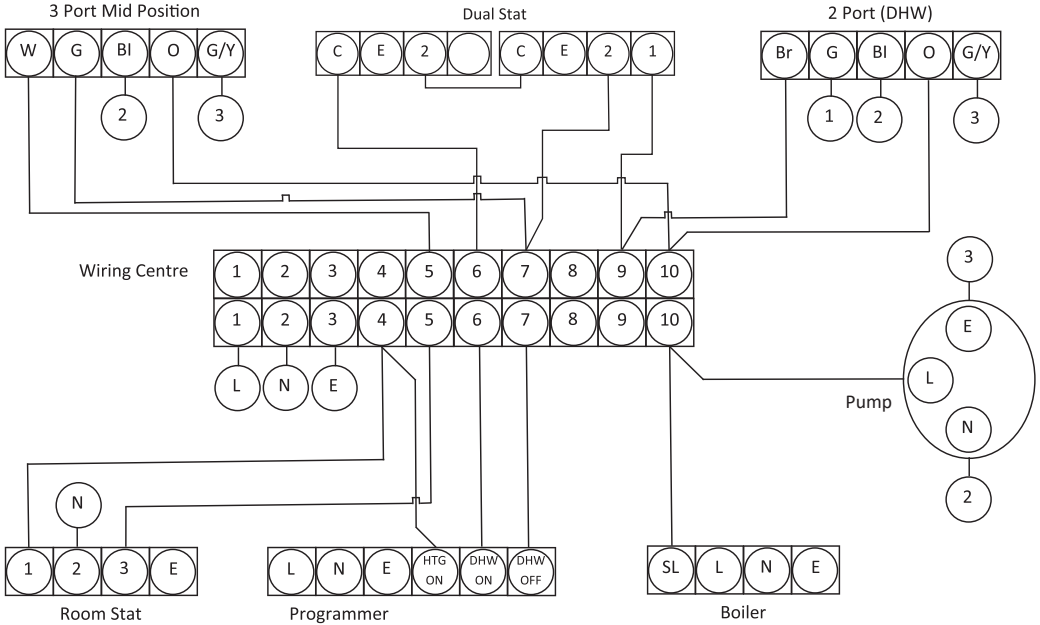 3 Port Mid Position
Dual Stat
2 Port (DHW)
W G Bl O G/Y
C E 2 C E 2 1
Br G Bl O G/Y
2 3
1 2 3
Wiring Centre
1 2 3 4 5 6 7 8 9 10
1 2 3 4 5 6 7 8 9 10
L N E
3
E
L
N
Pump
2
N
1 2 3 E
L N E HTG ON DHW ON DHW OFF
SL L N E
Room Stat
Programmer
Boiler